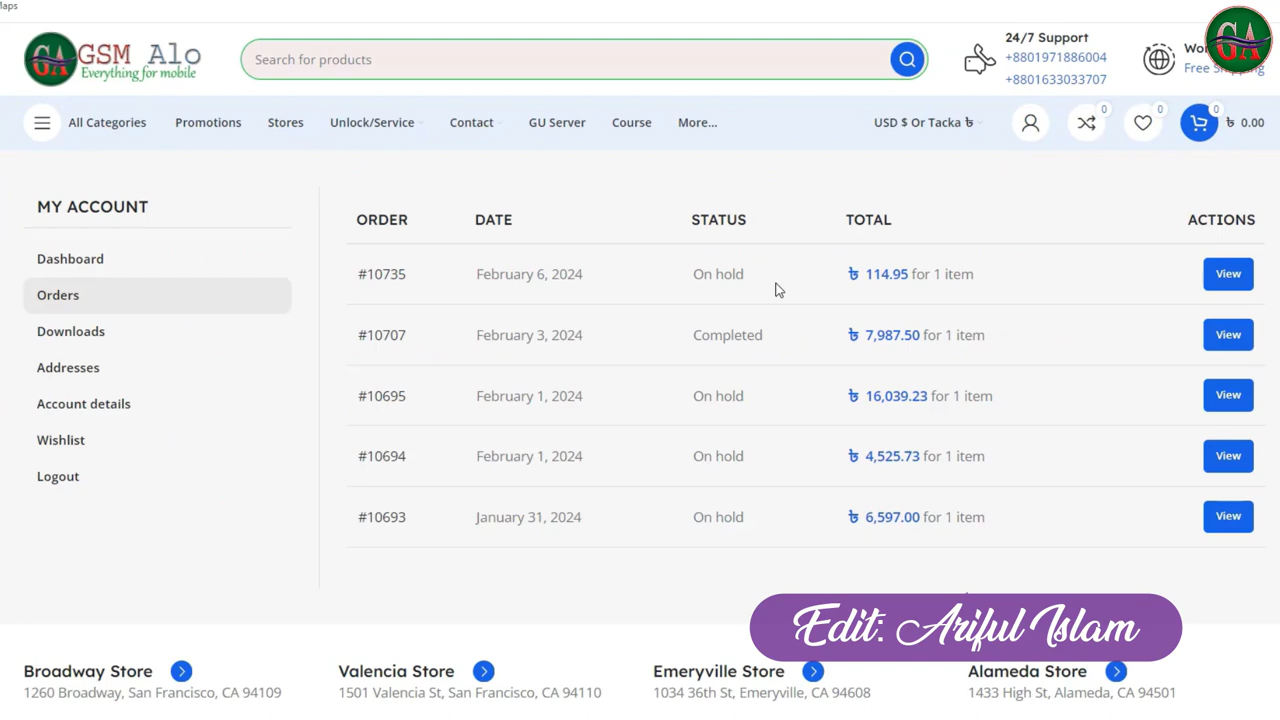 Maps
GSM Alo
Everything for mobile
Search for products
24/7 Support
+8801971886004
+8801633033707
Free Shipping
GA
GA
All Categories
Promotions
Stores
Unlock/Service
Contact
GU Server
Course
More...
USD $ Or Tacka ৳
0
0
0
৳ 0.00
MY ACCOUNT
Dashboard
Orders
Downloads
Addresses
Account details
Wishlist
Logout
ORDER DATE STATUS TOTAL ACTIONS
#10735 February 6, 2024 On hold ৳ 114.95 for 1 item View
#10707 February 3, 2024 Completed ৳ 7,987.50 for 1 item View
#10695 February 1, 2024 On hold ৳ 16,039.23 for 1 item View
#10694 February 1, 2024 On hold ৳ 4,525.73 for 1 item View
#10693 January 31, 2024 On hold ৳ 6,597.00 for 1 item View
Edit: Ariful Islam
Broadway Store
1260 Broadway, San Francisco, CA 94109
Valencia Store
1501 Valencia St, San Francisco, CA 94110
Emeryville Store
1034 36th St, Emeryville, CA 94608
Alameda Store
1433 High St, Alameda, CA 94501